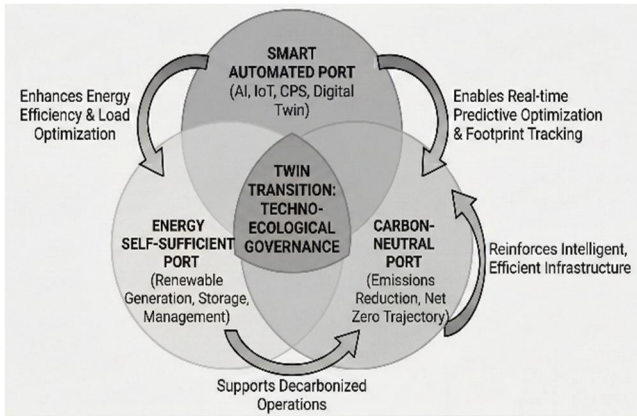 SMART
AUTOMATED PORT
(AI, IoT, CPS, Digital
Twin)
Enhances Energy
Efficiency & Load
Optimization
Enables Real-time
Predictive Optimization
& Footprint Tracking
TWIN
TRANSITION:
TECHNO-
ECOLOGICAL
GOVERNANCE
ENERGY
SELF-SUFFICIENT
PORT
(Renewable
Generation, Storage,
Management)
CARBON-
NEUTRAL
PORT
(Emissions
Reduction, Net
Zero Trajectory)
Reinforces Intelligent,
Efficient Infrastructure
Supports Decarbonized
Operations